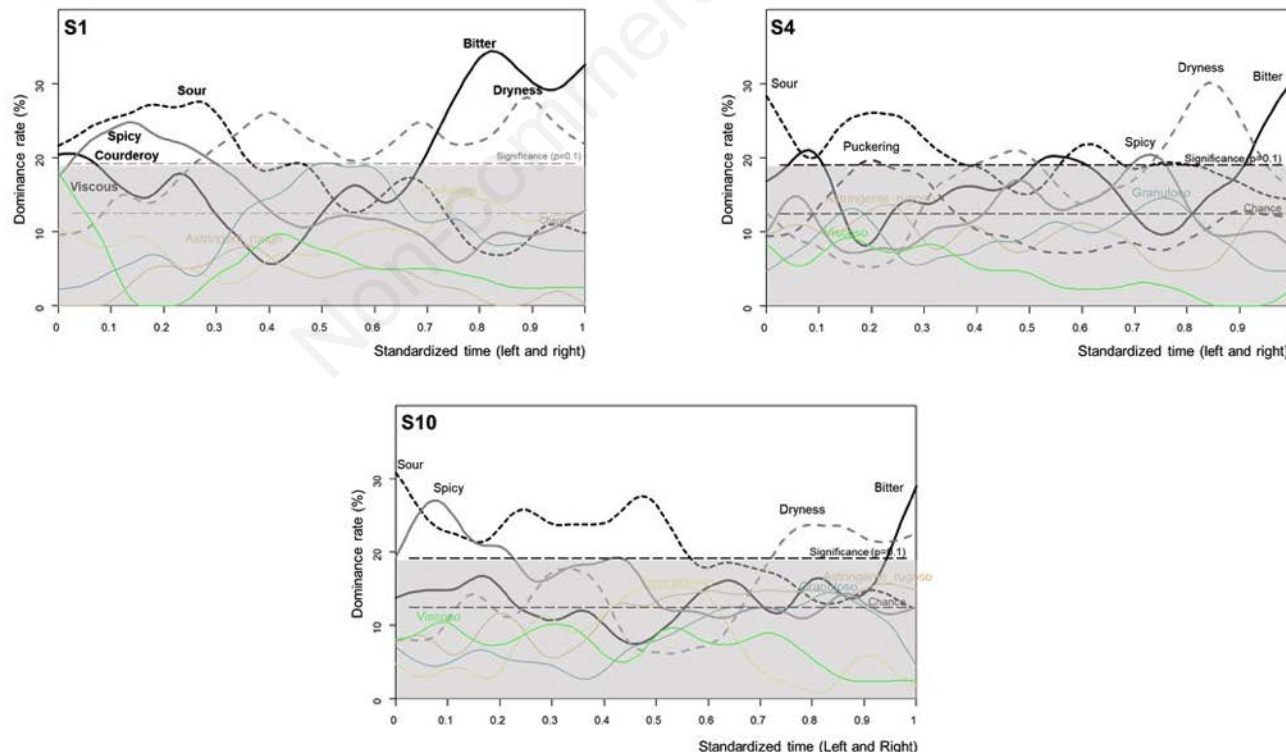 S1
Dominance rate (%)
30
20
10
0
Bitter
Sour
Dryness
Spicy
Courderoy
Significance (p=0.1)
Viscous
Chance
0 0.1 0.2 0.3 0.4 0.5 0.6 0.7 0.8 0.9 1
Standardized time (left and right)
S4
Dominance rate (%)
30
20
10
0
Dryness
Bitter
Sour
Puckering
Spicy
Significance (p=0.1)
Granuloso
Chance
Viscoso
0 0.1 0.2 0.3 0.4 0.5 0.6 0.7 0.8 0.9
Standardized time (left and right)
S10
Dominance rate (%)
30
20
10
0
Sour
Spicy
Bitter
Dryness
Significance (p=0.1)
Astringente_rugoso
Granuloso
Chance
Viscoso
0 0.1 0.2 0.3 0.4 0.5 0.6 0.7 0.8 0.9 1
Standardized time (Left and Right)